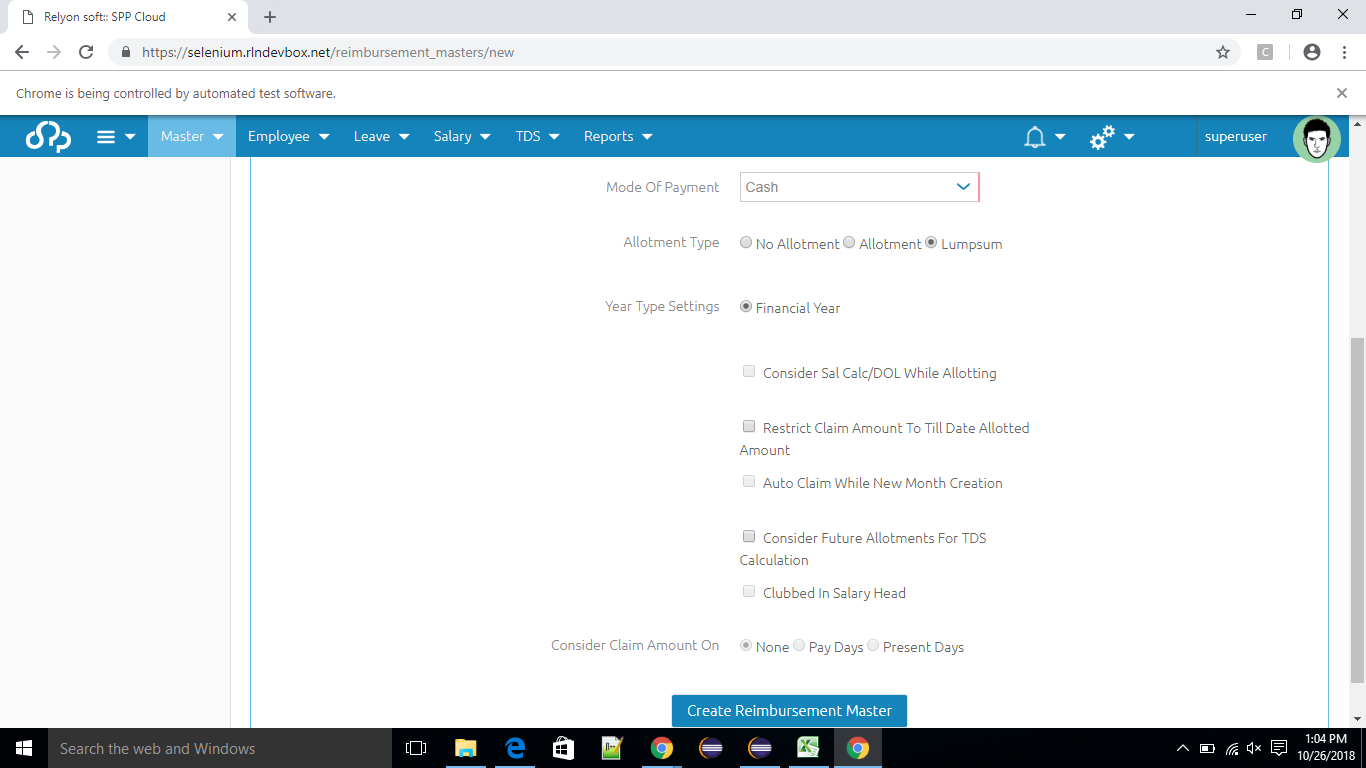 Relyon soft:: SPP Cloud
https://selenium.rlndevbox.net/reimbursement_masters/new
C
Chrome is being controlled by automated test software.
Master Employee Leave Salary TDS Reports superuser
Mode Of Payment Cash
Allotment Type No Allotment Allotment Lumpsum
Year Type Settings Financial Year
Consider Sal Calc/DOL While Allotting
Restrict Claim Amount To Till Date Allotted
Amount
Auto Claim While New Month Creation
Consider Future Allotments For TDS
Calculation
Clubbed In Salary Head
Consider Claim Amount On None Pay Days Present Days
Create Reimbursement Master
Search the web and Windows
1:04 PM
10/26/2018